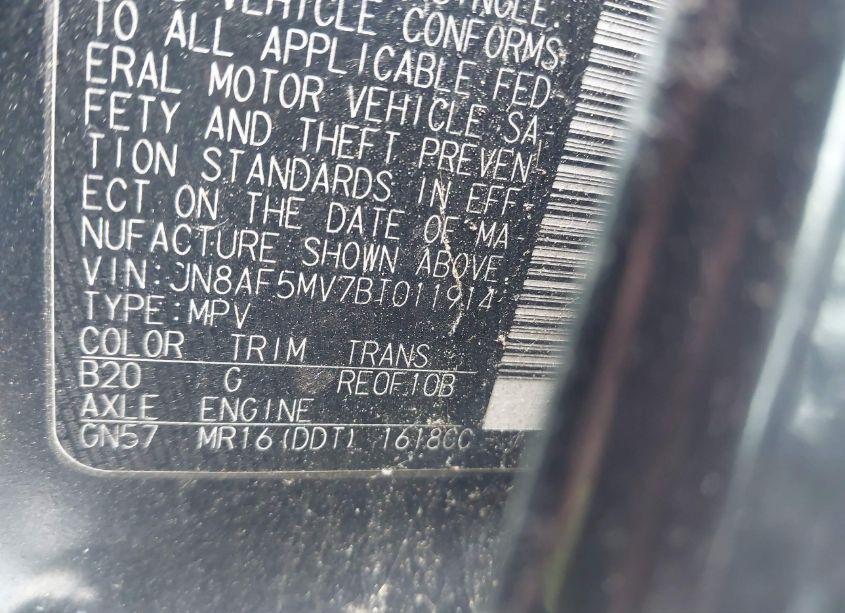 VEHICLE CONFORMS
TO ALL APPLICABLE FED-
ERAL MOTOR VEHICLE SA-
FETY AND THEFT PREVEN-
TION STANDARDS IN EFF-
ECT ON THE DATE OF MA-
NUFACTURE SHOWN ABOVE
VIN:JN8AF5MV7BT011914
TYPE:MPV
COLOR TRIM TRANS
B20 G RE0F10B
AXLE ENGINE
GN57 MR16(DDT) 1618CC